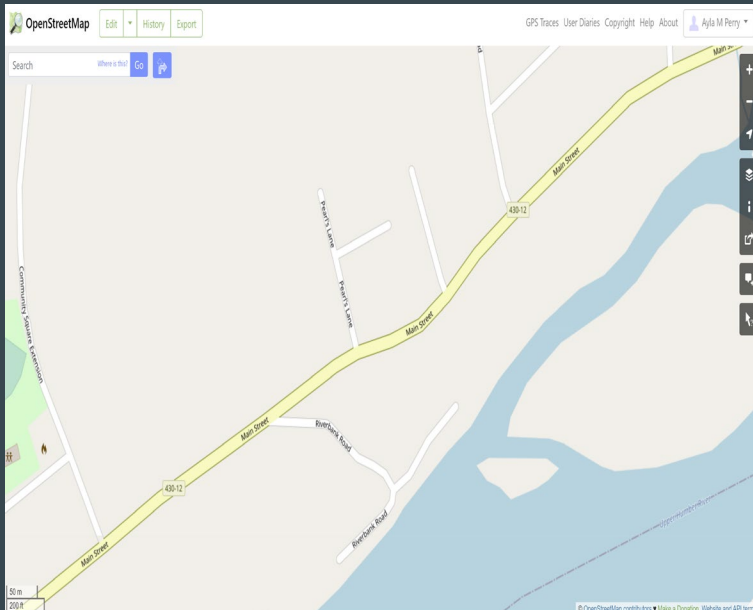 OpenStreetMap
Edit
History
Export
GPS Traces User Diaries Copyright Help About
Ayla M Perry
Search
Where is this?
Go
Main Street
430-12
Main Street
Pearl's Lane
Pearl's Lane
Main Street
Community Square Extension
Main Street
Riverbank Road
430-12
Riverbank Road
Main Street
50 m
200 ft
© OpenStreetMap contributors ♥ Make a Donation. Website and API